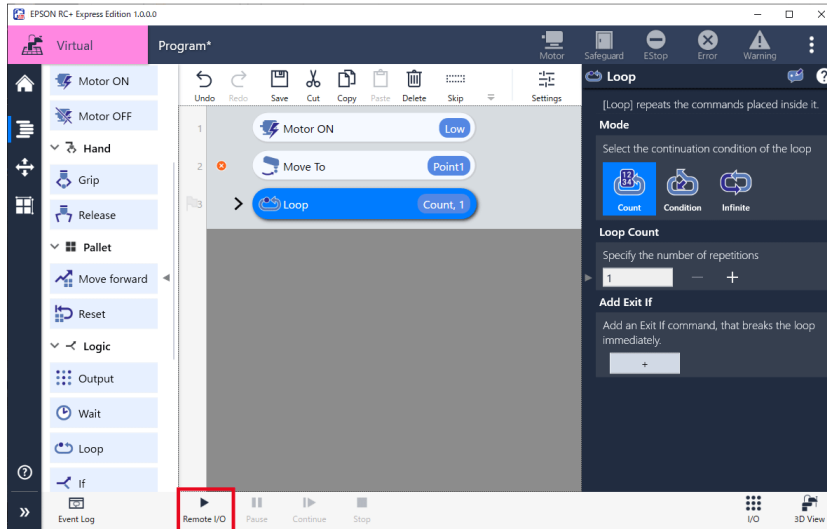 EPSON RC+ Express Edition 1.0.0.0
Virtual
Program*
Motor
Safeguard
EStop
Error
Warning
Motor ON
Motor OFF
Hand
Grip
Release
Pallet
Move forward
Reset
Logic
Output
Wait
Loop
If
Undo
Redo
Save
Cut
Copy
Paste
Delete
Skip
Settings
1
Motor ON
Low
2
Move To
Point1
3
Loop
Count, 1
Loop
[Loop] repeats the commands placed inside it.
Mode
Select the continuation condition of the loop
12
34
Count
Condition
Infinite
Loop Count
Specify the number of repetitions
1
Add Exit If
Add an Exit If command, that breaks the loop
immediately.
+
Event Log
Remote I/O
Pause
Continue
Stop
I/O
3D View